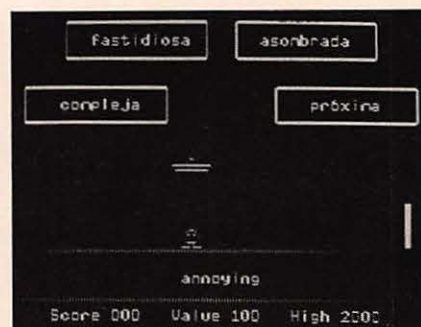 fastidiosa asombrada
compleja próxima
annoying
Score 000 Value 100 High 2000